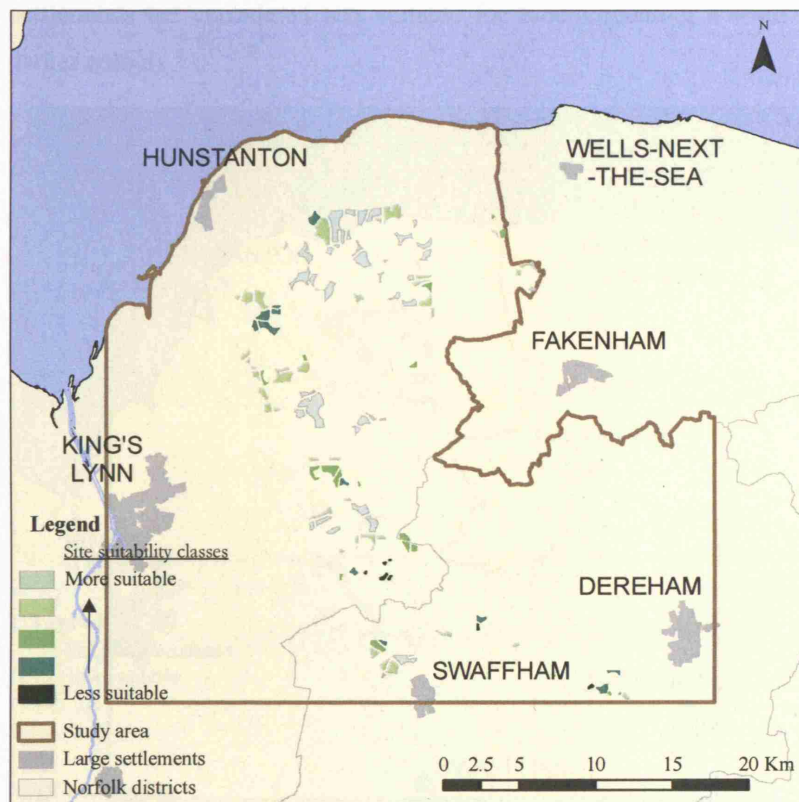 N
HUNSTANTON
WELLS-NEXT
-THE-SEA
FAKENHAM
KING'S
LYNN
DEREHAM
SWAFFHAM
Legend
Site suitability classes
More suitable
Less suitable
Study area
Large settlements
Norfolk districts
0 2.5 5 10 15 20 Km